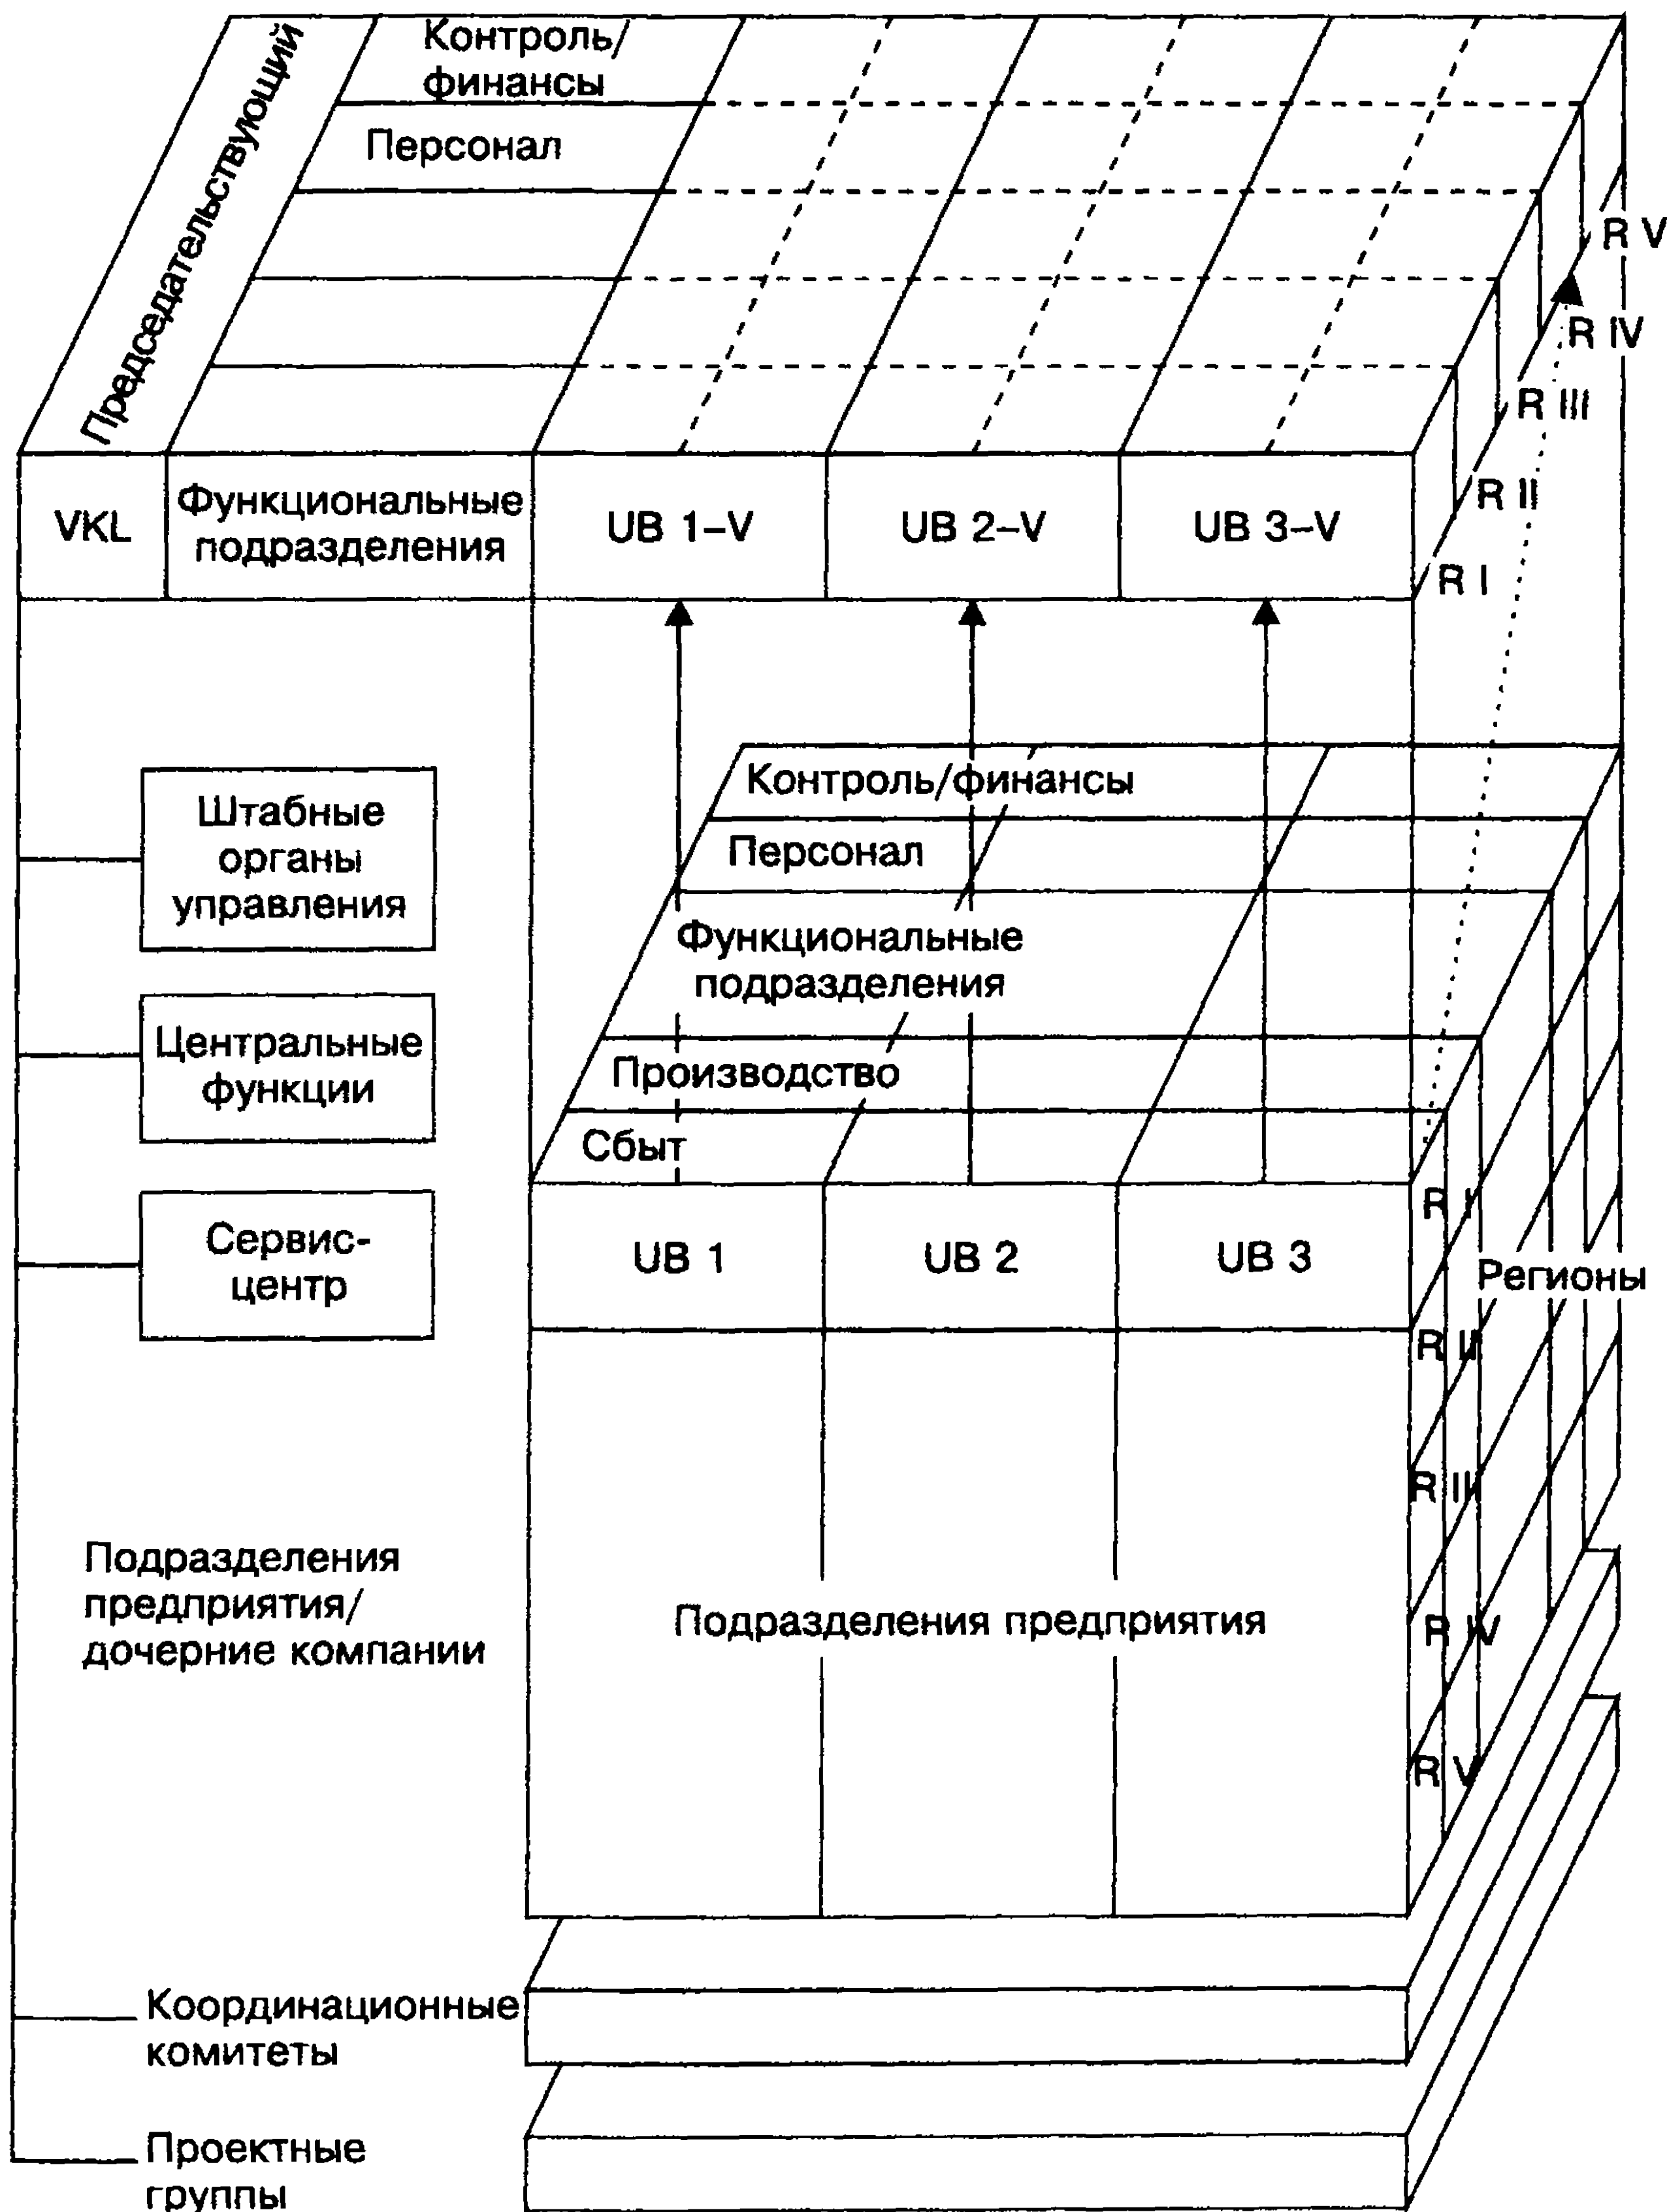 Председательствующий
Контроль/
финансы
Персонал
R V
R IV
R III
R II
R I
VKL
Функциональные
подразделения
UB 1–V
UB 2–V
UB 3–V
Штабные
органы
управления
Центральные
функции
Сервис-
центр
Контроль/финансы
Персонал
Функциональные
подразделения
Производство
Сбыт
UB 1
UB 2
UB 3
R I
R II
R III
R IV
R V
Регионы
Подразделения
предприятия/
дочерние компании
Подразделения предприятия
Координационные
комитеты
Проектные
группы